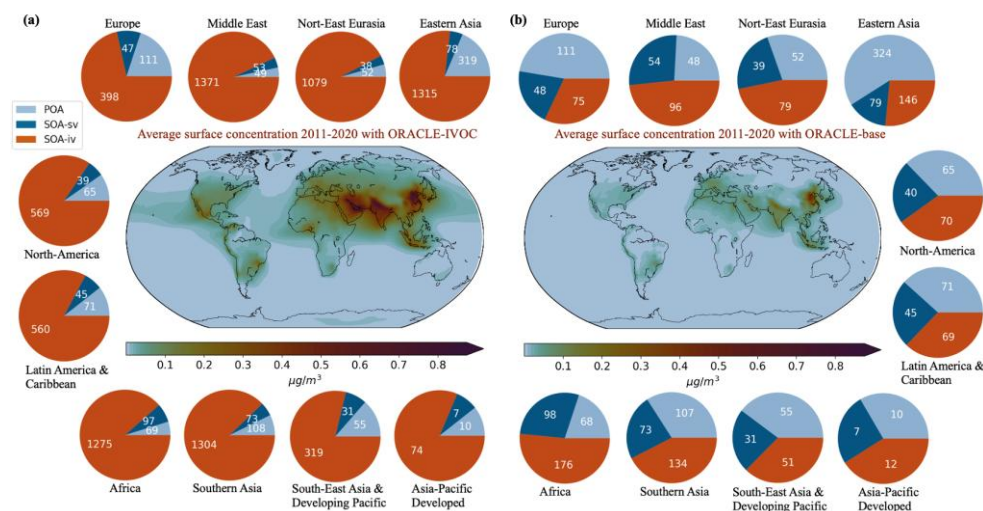 (a)
Europe
Middle East
Nort-East Eurasia
Eastern Asia
47
111
398
53
49
1371
38
52
1079
78
319
1315
POA
SOA-sv
SOA-iv
Average surface concentration 2011-2020 with ORACLE-IVOC
39
65
569
North-America
45
71
560
Latin America &
Caribbean
0.1 0.2 0.3 0.4 0.5 0.6 0.7 0.8
μg/m³
97
69
1275
Africa
73
108
1304
Southern Asia
31
55
319
South-East Asia &
Developing Pacific
7
10
74
Asia-Pacific
Developed
(b)
Europe
Middle East
Nort-East Eurasia
Eastern Asia
111
48
75
54
48
96
39
52
79
324
79
146
Average surface concentration 2011-2020 with ORACLE-base
65
40
70
North-America
71
45
69
Latin America &
Caribbean
0.1 0.2 0.3 0.4 0.5 0.6 0.7 0.8
μg/m³
98
68
176
Africa
107
73
134
Southern Asia
55
31
51
South-East Asia &
Developing Pacific
10
7
12
Asia-Pacific
Developed